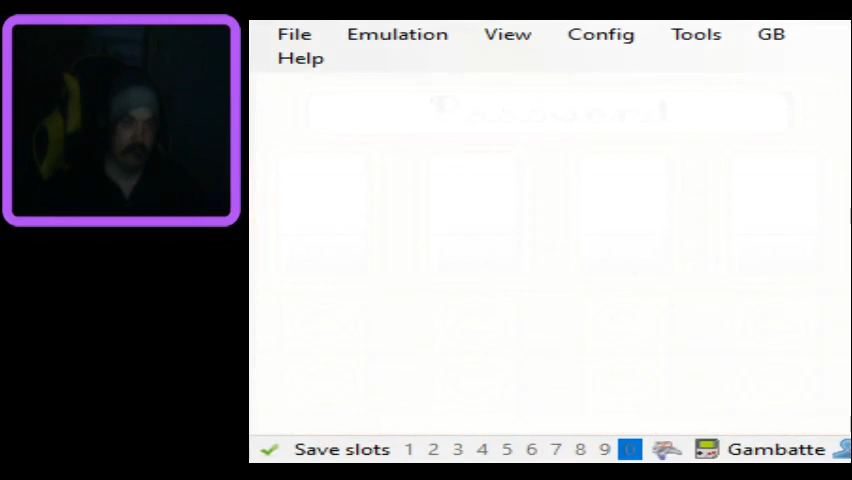 File Emulation View Config Tools GB
Help
Password
Save slots 1 2 3 4 5 6 7 8 9 0 Gambatte